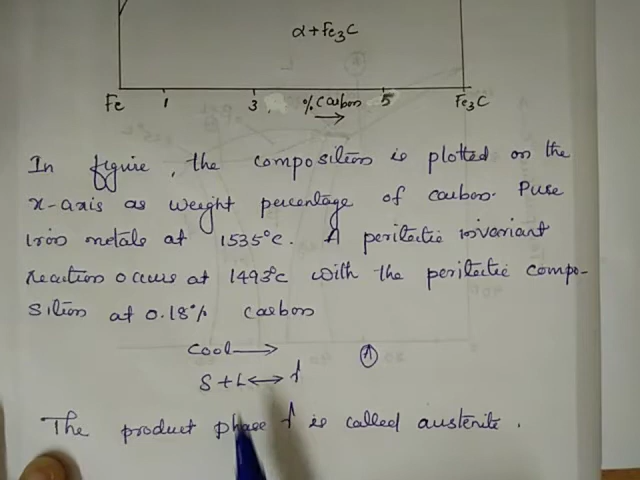 α + Fe₃C
Fe 1 3 % Carbon 5 Fe₃C
In figure, the composition is plotted on the
x-axis as weight percentage of carbon. Pure
iron metals at 1535°C. A peritectic invariant
reaction occurs at 1493°C with the peritectic compo-
sition at 0.18% carbon
Cool →
S + L ↔ γ A
The product phase γ is called austenite.